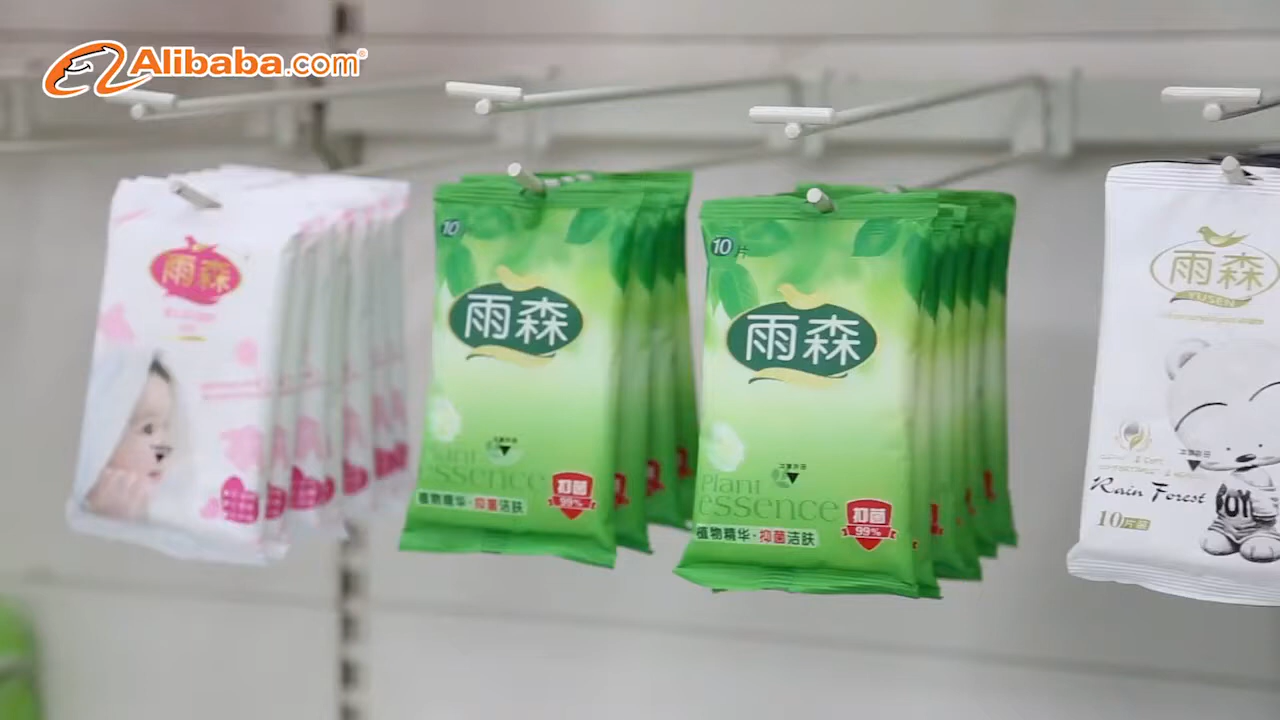 Alibaba.com®
雨森
10
雨森
Plant
essence
植物精华·抑菌洁肤
抑菌
99%
10片
雨森
Plant
essence
植物精华·抑菌洁肤
抑菌
99%
雨森
YUSEN
Rain Forest
10片装